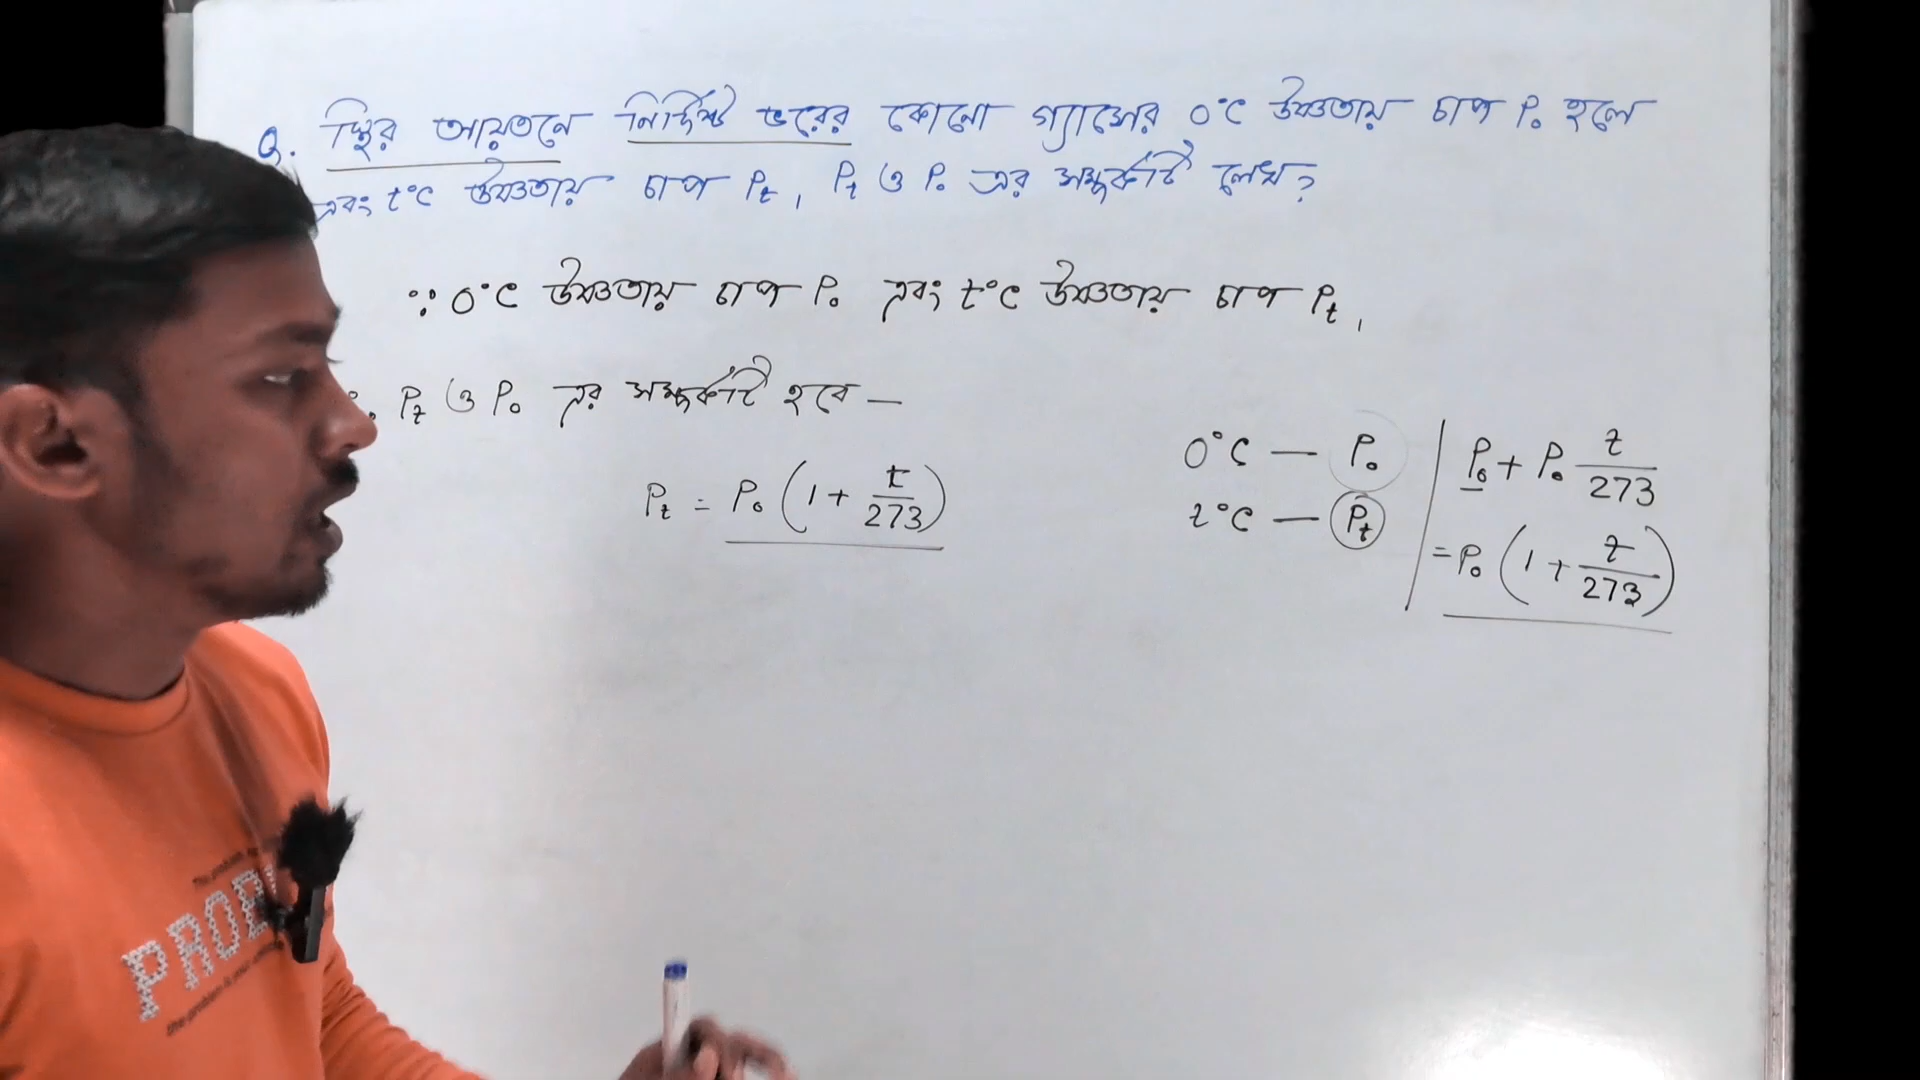 Q. স্থির আয়তনে নির্দিষ্ট ভরের কোনো গ্যাসের 0°C উষ্ণতায় চাপ P₀ হলে
এবং t°C উষ্ণতায় চাপ Pₜ, Pₜ ও P₀ এর সম্পর্কটি লেখ?
∵ 0°C উষ্ণতায় চাপ P₀ এবং t°C উষ্ণতায় চাপ Pₜ,
Pₜ ও P₀ এর সম্পর্কটি হবে —
Pₜ = P₀ (1 + t/273)
0°C — P₀
t°C — Pₜ
P₀ + P₀ t/273
= P₀ (1 + t/273)
PROB